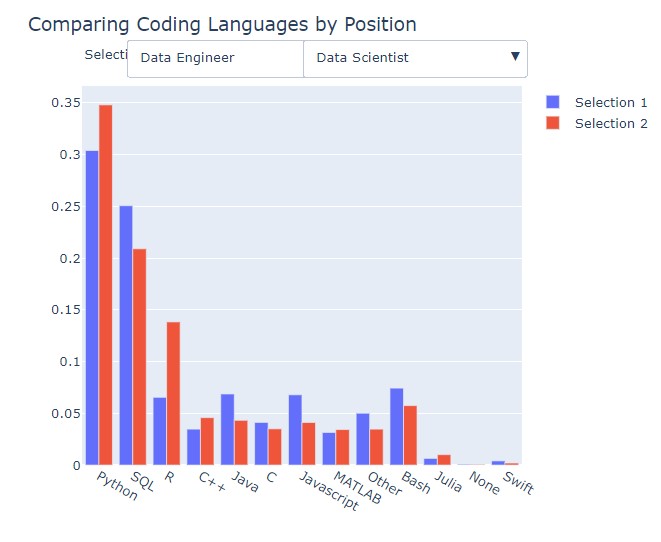 Comparing Coding Languages by Position
Data Engineer
Data Scientist
▼
Selection 1
Selection 2
0.35
0.3
0.25
0.2
0.15
0.1
0.05
0
Python
SQL
R
C++
Java
C
Javascript
MATLAB
Other
Bash
Julia
None
Swift